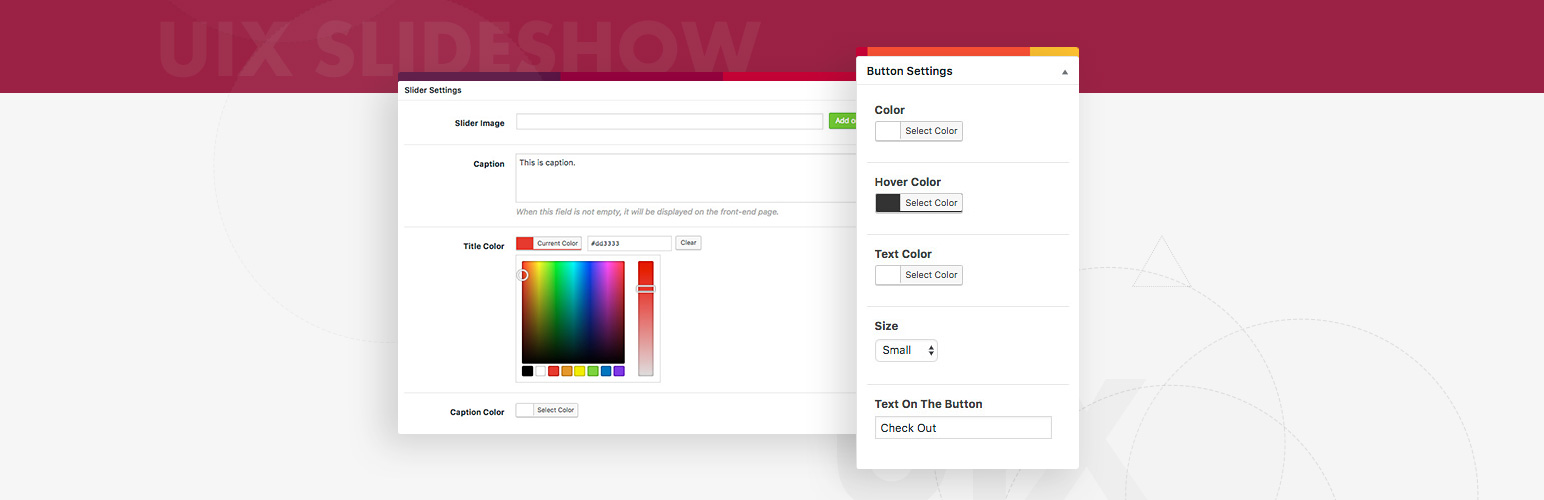 UIX SLIDESHOW
Slider Settings
Slider Image
Add
Caption
This is caption.
When this field is not empty, it will be displayed on the front-end page.
Title Color
Current Color
#dd3333
Clear
Caption Color
Select Color
Button Settings
Color
Select Color
Hover Color
Select Color
Text Color
Select Color
Size
Small
Text On The Button
Check Out
UIX